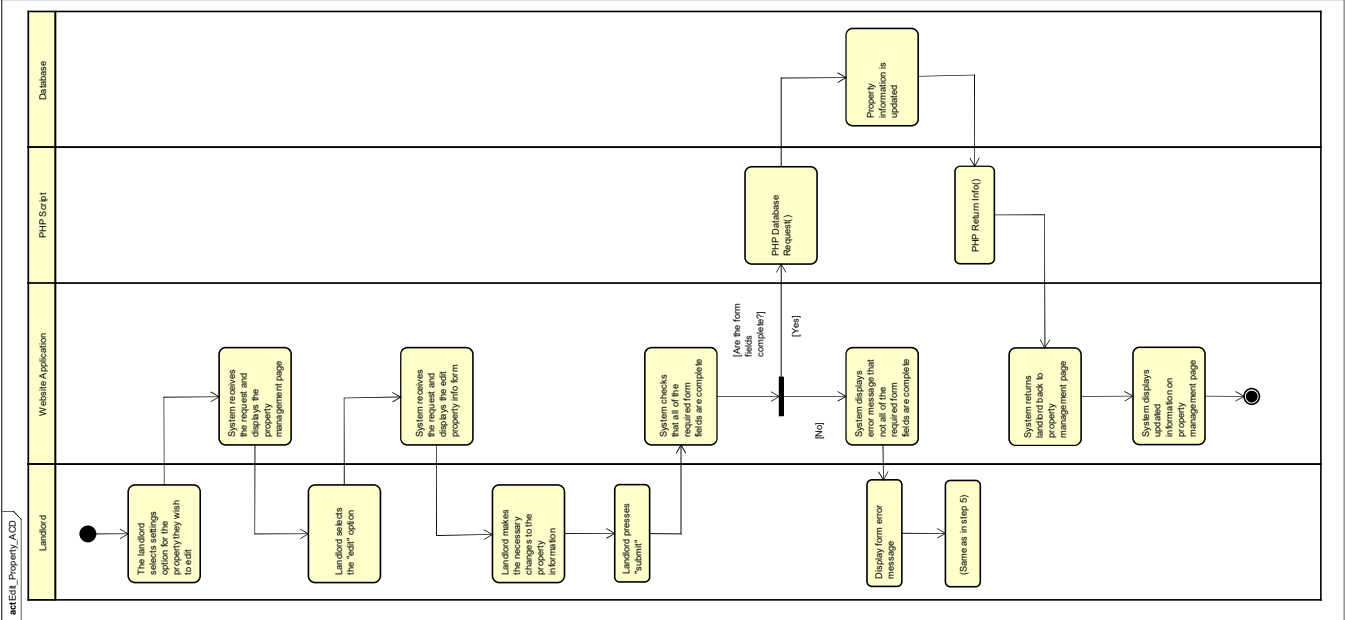 actEdit_Property_ACD
Landlord
Website Application
PHP Script
Database
The landlord
selects settings
option for the
property they wish
to edit
System receives
the request and
displays the
property
management page
Landlord selects
the "edit" option
System receives
the request and
displays the edit
property info form
Landlord makes
the necessary
changes to the
property
information
Landlord presses
"submit"
System checks
that all of the
required form
fields are complete
[Are the form
fields
complete?]
[Yes]
[No]
PHP Database
Request()
Property
information is
updated
System displays
error message that
not all of the
required form
fields are complete
Display form error
message
(Same as in step 5)
PHP Return Info()
System returns
landlord back to
property
management page
System displays
updated
information on
property
management page